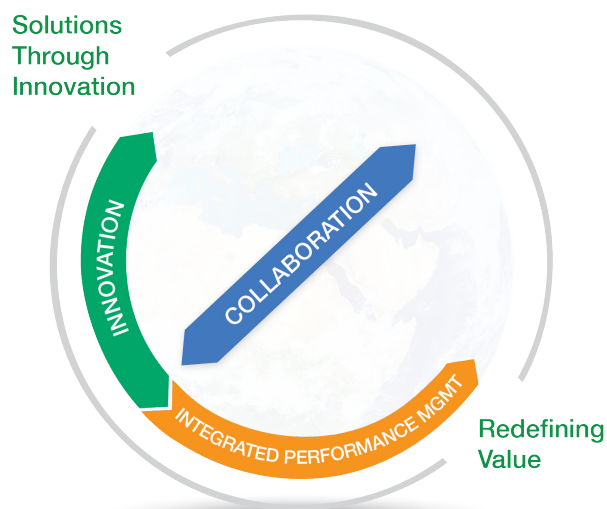 Solutions
Through
Innovation
COLLABORATION
INNOVATION
INTEGRATED PERFORMANCE MGMT
Redefining
Value